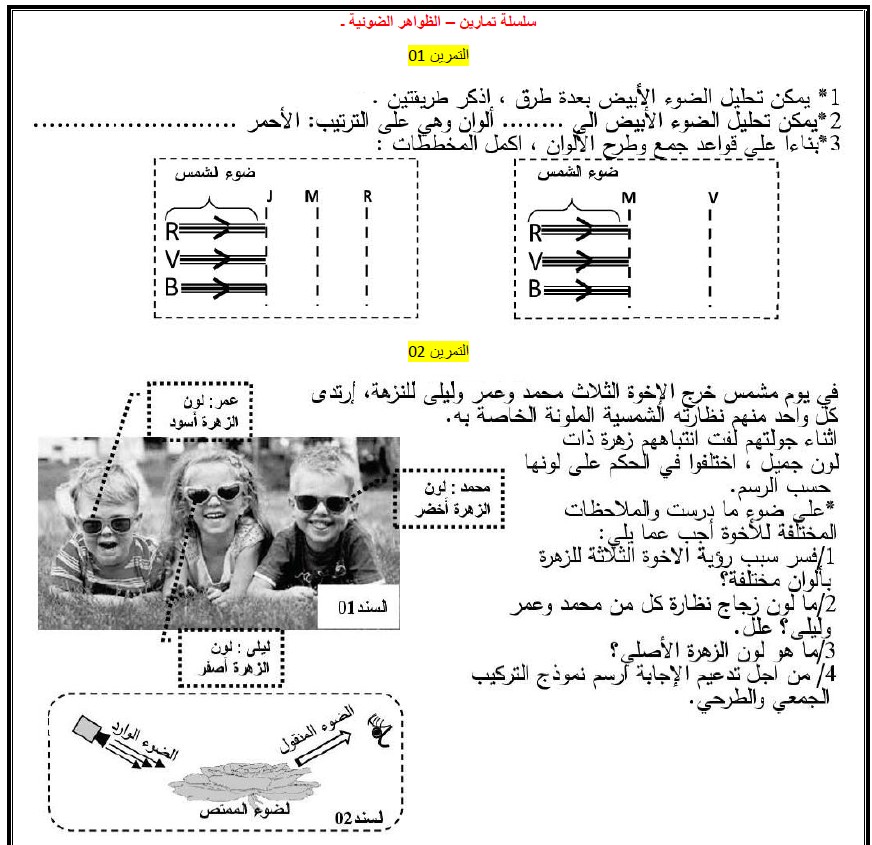 سلسلة تمارين – الظواهر الضوئية ـ
التمرين 01
1* يمكن تحليل الضوء الأبيض بعدة طرق ، إذكر طريقتين .
2*يمكن تحليل الضوء الأبيض الى ........ ألوان وهي على الترتيب: الأحمر ..........................
3*بناءا على قواعد جمع وطرح الألوان ، اكمل المخططات :
ضوء الشمس
M V
R
V
B
ضوء الشمس
J M R
R
V
B
التمرين 02
في يوم مشمس خرج الإخوة الثلاث محمد وعمر وليلى للنزهة، إرتدى
كل واحد منهم نظارته الشمسية الملونة الخاصة به.
اثناء جولتهم لفت انتباههم زهرة ذات
لون جميل ، اختلفوا في الحكم على لونها
حسب الرسم.
*على ضوء ما درست والملاحظات
المختلفة للأخوة أجب عما يلي:
1/فسر سبب رؤية الاخوة الثلاثة للزهرة
بألوان مختلفة؟
2/ما لون زجاج نظارة كل من محمد وعمر
وليلى؟ علل.
3/ما هو لون الزهرة الأصلي؟
4/ من اجل تدعيم الإجابة ارسم نموذج التركيب
الجمعي والطرحي.
عمر: لون
الزهرة أسود
محمد : لون
الزهرة أخضر
السند01
ليلى : لون
الزهرة أصفر
الضوء الوارد
الضوء المنقول
لضوء الممتص
لسند02